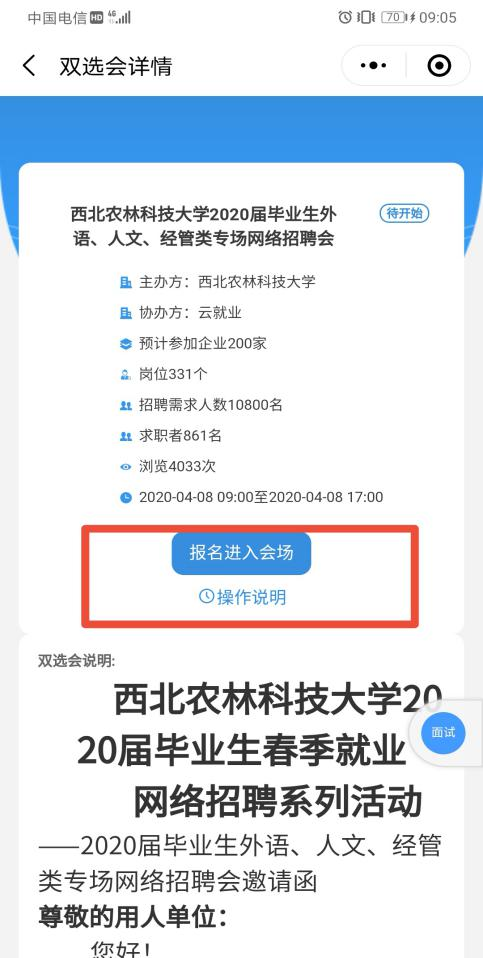 中国电信 HD 4G 70 09:05
双选会详情
西北农林科技大学2020届毕业生外
语、人文、经管类专场网络招聘会
待开始
主办方：西北农林科技大学
协办方：云就业
预计参加企业200家
岗位331个
招聘需求人数10800名
求职者861名
浏览4033次
2020-04-08 09:00至2020-04-08 17:00
报名进入会场
操作说明
双选会说明:
西北农林科技大学20
20届毕业生春季就业
网络招聘系列活动
面试
——2020届毕业生外语、人文、经管
类专场网络招聘会邀请函
尊敬的用人单位：
您好！